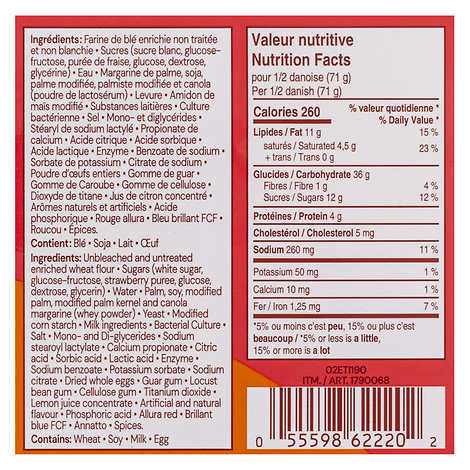 Ingrédients: Farine de blé enrichie non traitée
et non blanchie • Sucres (sucre blanc, glucose-
fructose, purée de fraise, glucose, dextrose,
glycérine) • Eau • Margarine de palme, soja,
palme modifiée, palmiste modifiée et canola
(poudre de lactosérum) • Levure • Amidon de
maïs modifié • Substances laitières • Culture
bactérienne • Sel • Mono- et diglycérides •
Stéaryl de sodium lactylé • Propionate de
calcium • Acide citrique • Acide sorbique •
Acide lactique • Enzyme • Benzoate de sodium •
Sorbate de potassium • Citrate de sodium •
Poudre d'œufs entiers • Gomme de guar •
Gomme de Caroube • Gomme de cellulose •
Dioxyde de titane • Jus de citron concentré •
Arômes naturels et artificiels • Acide
phosphorique • Rouge allura • Bleu brillant FCF •
Roucou • Épices.
Contient: Blé • Soja • Lait • Œuf
Ingredients: Unbleached and untreated
enriched wheat flour • Sugars (white sugar,
glucose-fructose, strawberry puree, glucose,
dextrose, glycerin) • Water • Palm, soy, modified
palm, modified palm kernel and canola
margarine (whey powder) • Yeast • Modified
corn starch • Milk ingredients • Bacterial Culture
• Salt • Mono- and Di-glycerides • Sodium
stearoyl lactylate • Calcium propionate • Citric
acid • Sorbic acid • Lactic acid • Enzyme •
Sodium benzoate • Potassium sorbate • Sodium
citrate • Dried whole eggs • Guar gum • Locust
bean gum • Cellulose gum • Titanium dioxide •
Lemon juice concentrate • Artificial and natural
flavour • Phosphoric acid • Allura red • Brillant
blue FCF • Annatto • Spices.
Contains: Wheat • Soy • Milk • Egg
Valeur nutritive
Nutrition Facts
pour 1/2 danoise (71 g)
Per 1/2 danish (71 g)
Calories 260
% valeur quotidienne *
% Daily Value *
Lipides / Fat 11 g 15 %
saturés / Saturated 4,5 g
+ trans / Trans 0 g 23 %
Glucides / Carbohydrate 36 g
Fibres / Fibre 1 g 4 %
Sucres / Sugars 12 g 12 %
Protéines / Protein 4 g
Cholestérol / Cholesterol 5 mg
Sodium 260 mg 11 %
Potassium 50 mg 1 %
Calcium 10 mg 1 %
Fer / Iron 1,25 mg 7 %
*5% ou moins c'est peu, 15% ou plus c'est
beaucoup / *5% or less is a little,
15% or more is a lot
02ETI190
ITM. / ART. 1790068
0 55598 62220 2